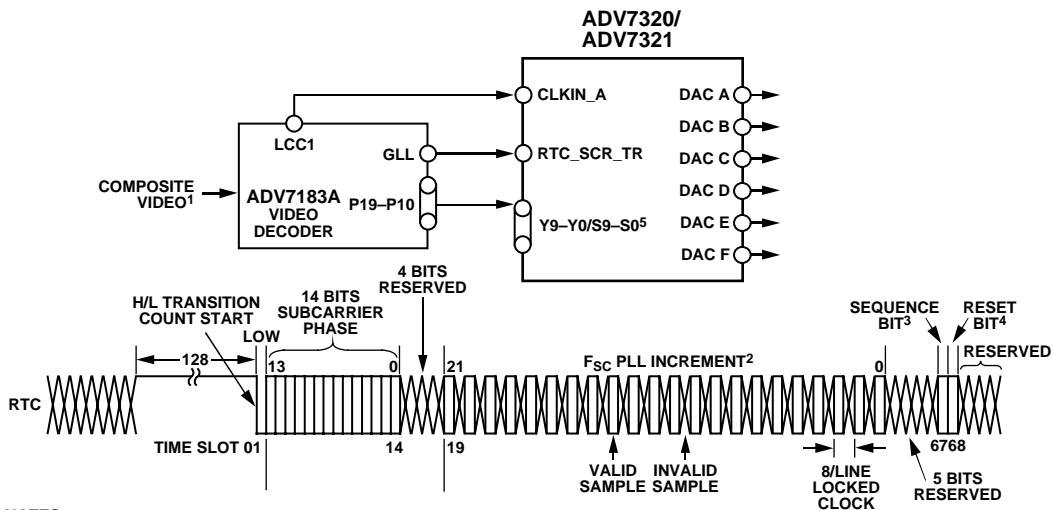 ADV7320/
ADV7321
CLKIN_A
DAC A
LCC1
DAC B
GLL
RTC_SCR_TR
DAC C
COMPOSITE
VIDEO1
ADV7183A
VIDEO
DECODER
P19–P10
DAC D
Y9–Y0/S9–S05
DAC E
DAC F
H/L TRANSITION
COUNT START
14 BITS
SUBCARRIER
PHASE
4 BITS
RESERVED
SEQUENCE
BIT3
RESET
BIT4
LOW
128
13
0
21
FSC PLL INCREMENT2
0
RESERVED
RTC
TIME SLOT 01
14
19
6768
VALID
SAMPLE
INVALID
SAMPLE
8/LINE
LOCKED
CLOCK
5 BITS
RESERVED